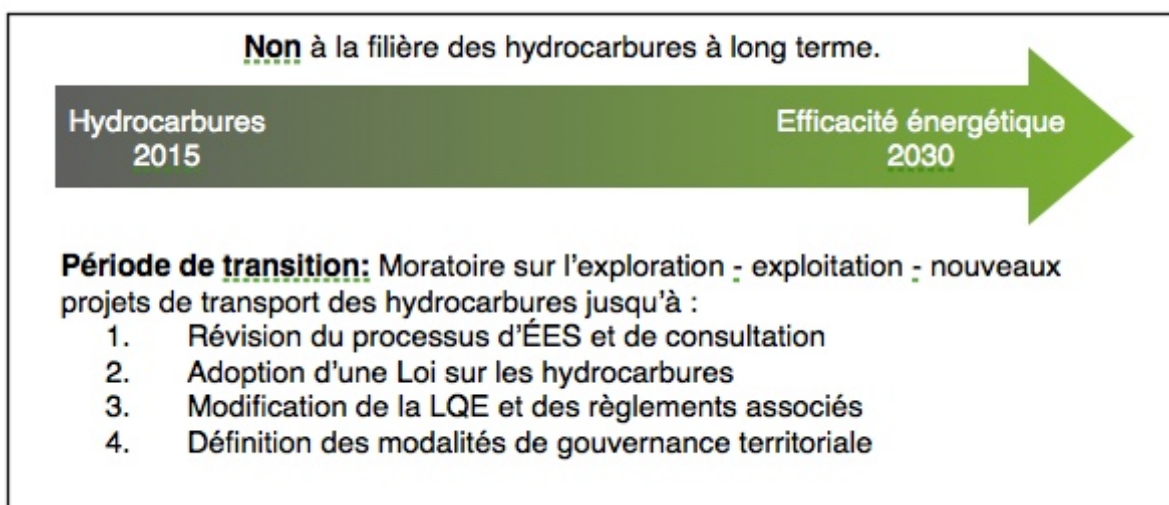 Non à la filière des hydrocarbures à long terme.
Hydrocarbures
2015
Efficacité énergétique
2030
Période de transition: Moratoire sur l'exploration - exploitation - nouveaux
projets de transport des hydrocarbures jusqu'à :
1. Révision du processus d'ÉES et de consultation
2. Adoption d'une Loi sur les hydrocarbures
3. Modification de la LQE et des règlements associés
4. Définition des modalités de gouvernance territoriale